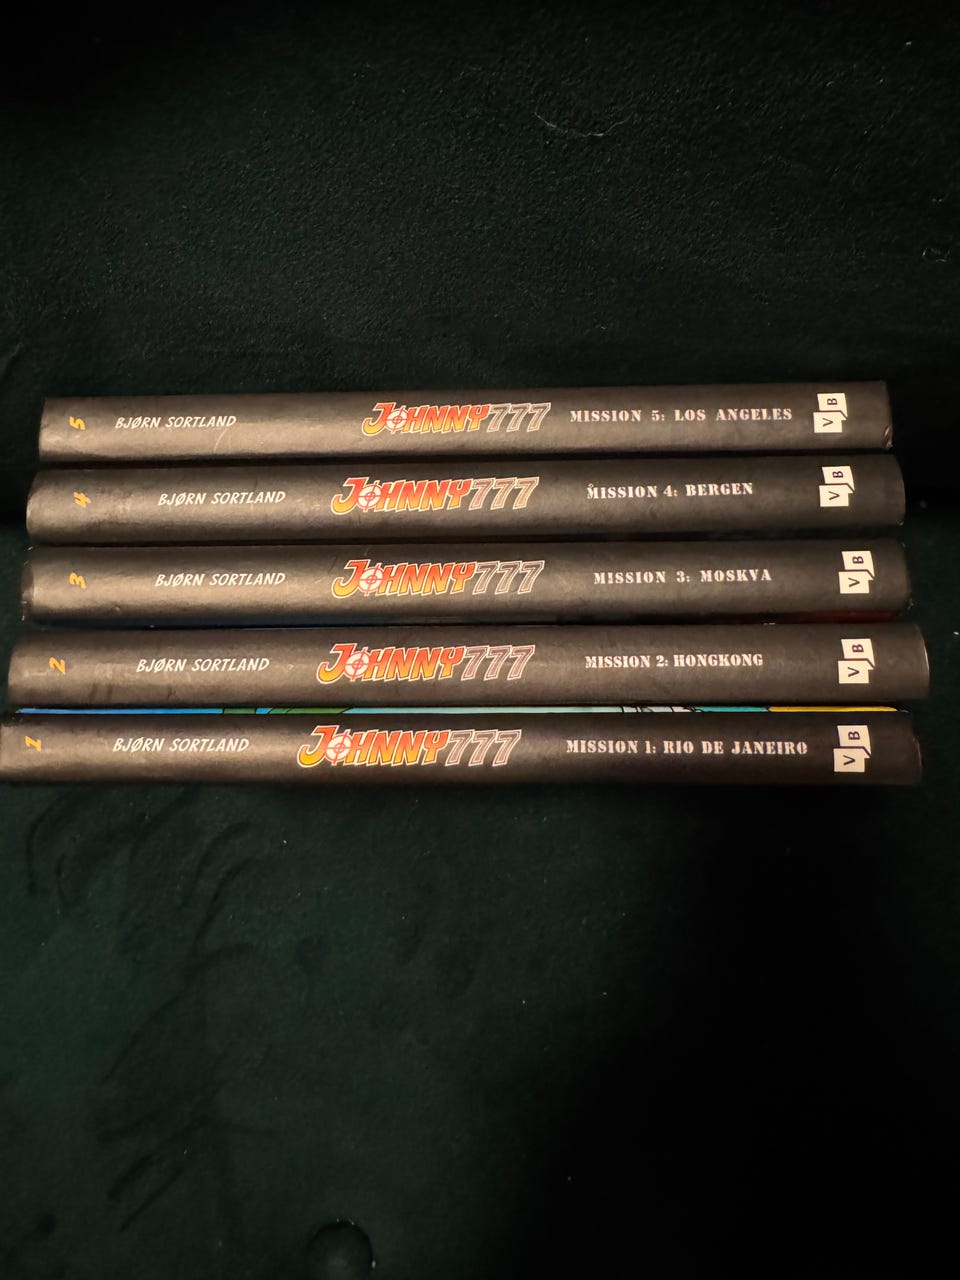 5 BJØRN SORTLAND JOHNNY777 MISSION 5: LOS ANGELES VB
4 BJØRN SORTLAND JOHNNY777 MISSION 4: BERGEN VB
3 BJØRN SORTLAND JOHNNY777 MISSION 3: MOSKVA VB
2 BJØRN SORTLAND JOHNNY777 MISSION 2: HONGKONG VB
1 BJØRN SORTLAND JOHNNY777 MISSION 1: RIO DE JANEIRO VB